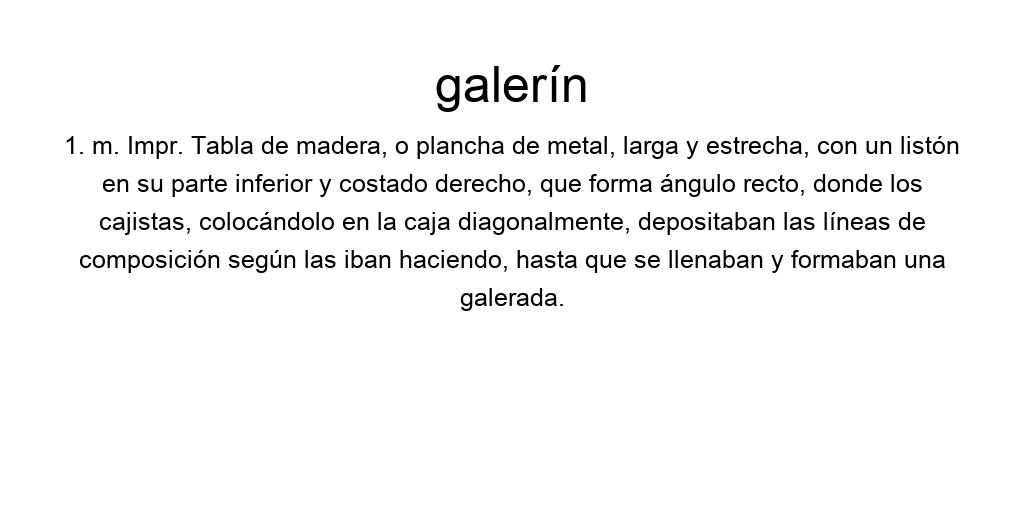 galerín
1. m. Impr. Tabla de madera, o plancha de metal, larga y estrecha, con un listón
en su parte inferior y costado derecho, que forma ángulo recto, donde los
cajistas, colocándolo en la caja diagonalmente, depositaban las líneas de
composición según las iban haciendo, hasta que se llenaban y formaban una
galerada.